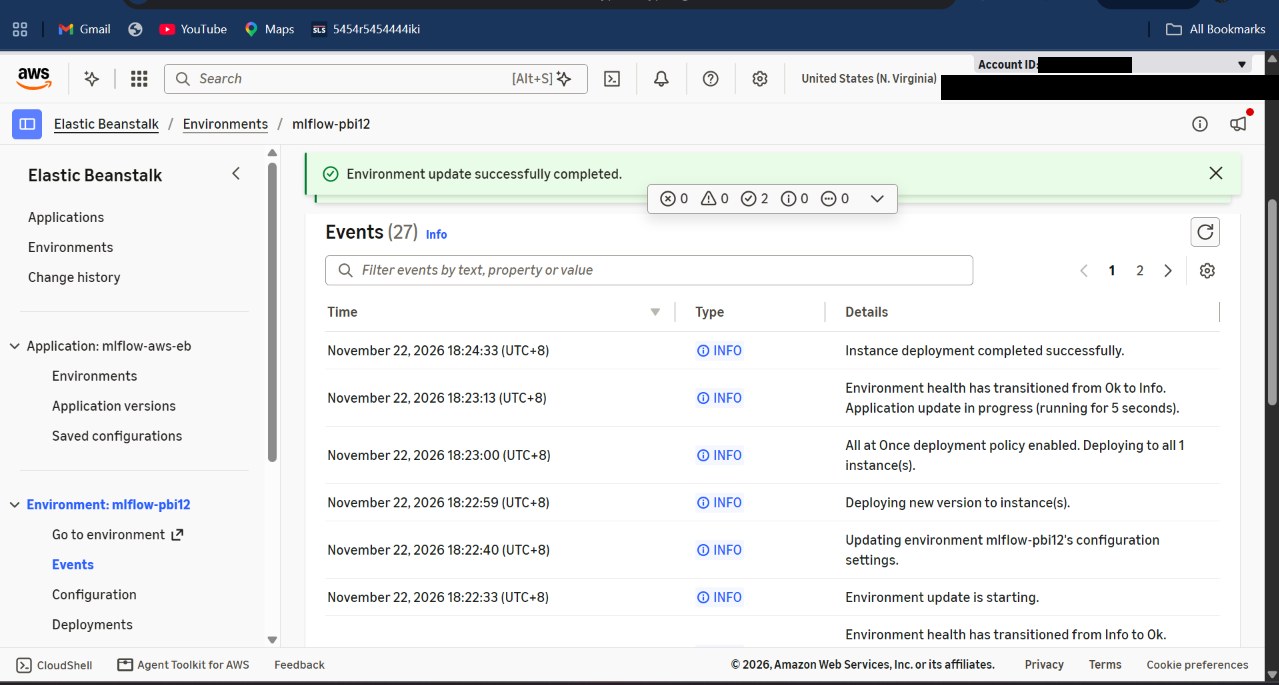 Gmail
YouTube
Maps
SLS
5454r5454444iki
All Bookmarks
aws
Search
[Alt+S]
United States (N. Virginia)
Account ID:
Elastic Beanstalk / Environments / mlflow-pbi12
Elastic Beanstalk
Applications
Environments
Change history
Application: mlflow-aws-eb
Environments
Application versions
Saved configurations
Environment: mlflow-pbi12
Go to environment
Events
Configuration
Deployments
Environment update successfully completed.
0 0 2 0 0
Events (27) Info
Filter events by text, property or value
1 2
Time Type Details
November 22, 2026 18:24:33 (UTC+8) INFO Instance deployment completed successfully.
November 22, 2026 18:23:13 (UTC+8) INFO Environment health has transitioned from Ok to Info.
Application update in progress (running for 5 seconds).
November 22, 2026 18:23:00 (UTC+8) INFO All at Once deployment policy enabled. Deploying to all 1
instance(s).
November 22, 2026 18:22:59 (UTC+8) INFO Deploying new version to instance(s).
November 22, 2026 18:22:40 (UTC+8) INFO Updating environment mlflow-pbi12's configuration
settings.
November 22, 2026 18:22:33 (UTC+8) INFO Environment update is starting.
Environment health has transitioned from Info to Ok.
CloudShell
Agent Toolkit for AWS
Feedback
© 2026, Amazon Web Services, Inc. or its affiliates.
Privacy
Terms
Cookie preferences